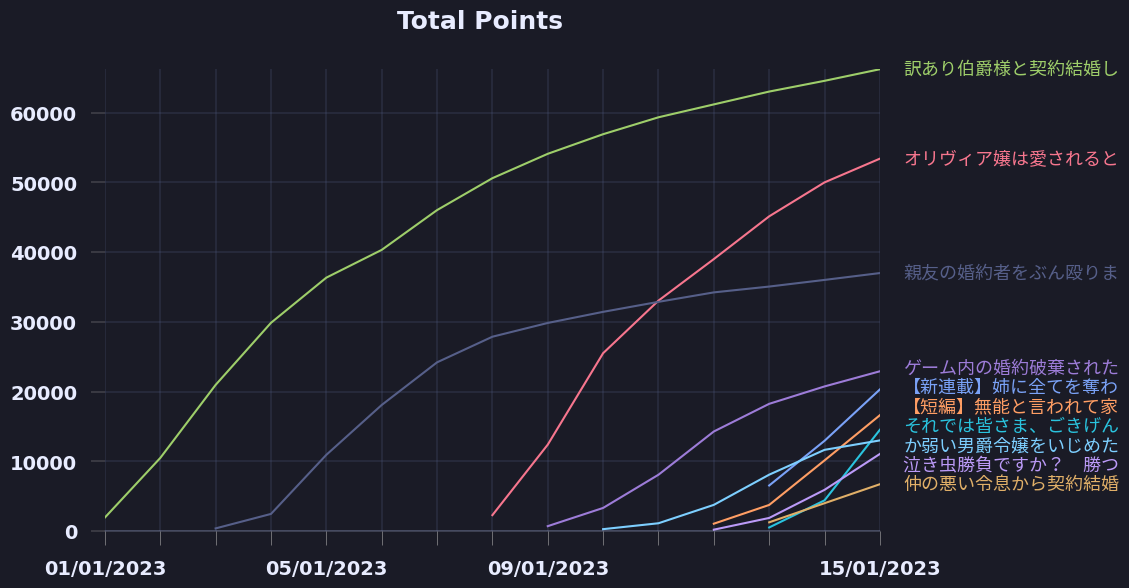 Total Points
60000
50000
40000
30000
20000
10000
0
01/01/2023
05/01/2023
09/01/2023
15/01/2023
訳あり伯爵様と契約結婚し
オリヴィア嬢は愛されると
親友の婚約者をぶん殴りま
ゲーム内の婚約破棄された
【新連載】姉に全てを奪わ
【短編】無能と言われて家
それでは皆さま、ごきげん
か弱い男爵令嬢をいじめた
泣き虫勝負ですか？　勝つ
仲の悪い令息から契約結婚